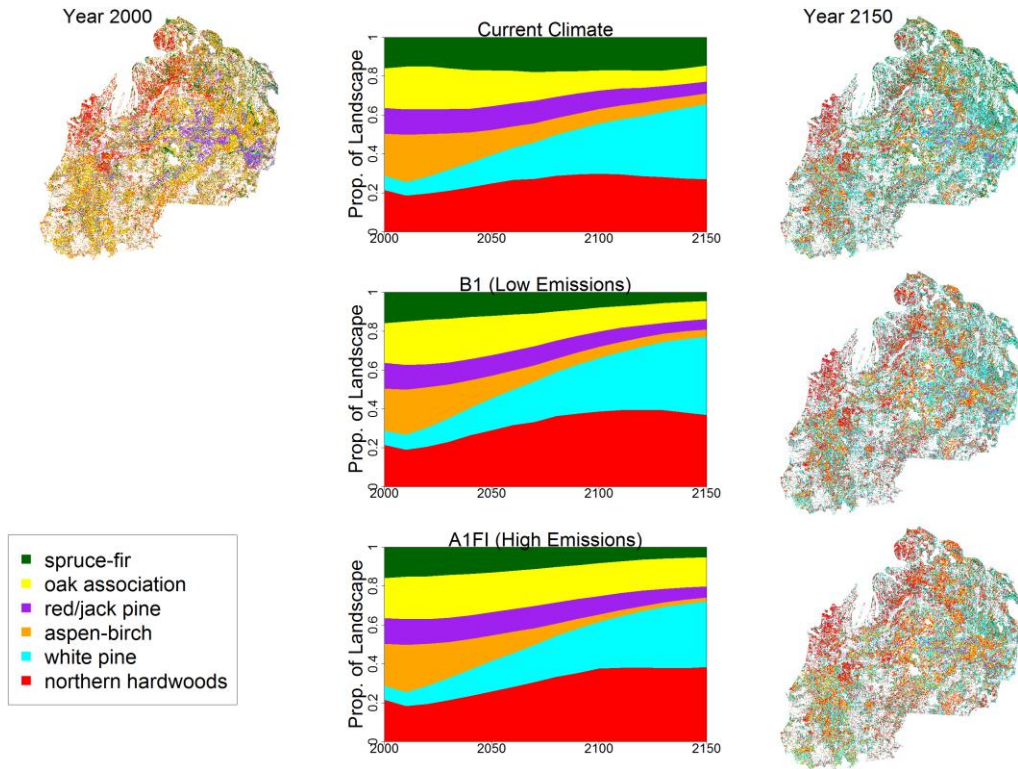 Year 2000
Year 2150
Current Climate
Prop. of Landscape
0 0.2 0.4 0.6 0.8 1
2000 2050 2100 2150
B1 (Low Emissions)
Prop. of Landscape
0 0.2 0.4 0.6 0.8 1
2000 2050 2100 2150
A1FI (High Emissions)
Prop. of Landscape
0 0.2 0.4 0.6 0.8 1
2000 2050 2100 2150
spruce-fir
oak association
red/jack pine
aspen-birch
white pine
northern hardwoods